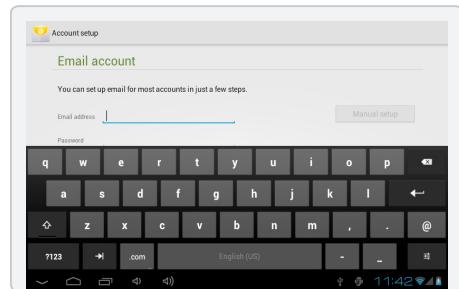 Account setup
Email account
You can set up email for most accounts in just a few steps.
Email address
Manual setup
Password
q w e r t y u i o p
a s d f g h j k l
z x c v b n m , . @
?123 .com English (US) - _
11:42